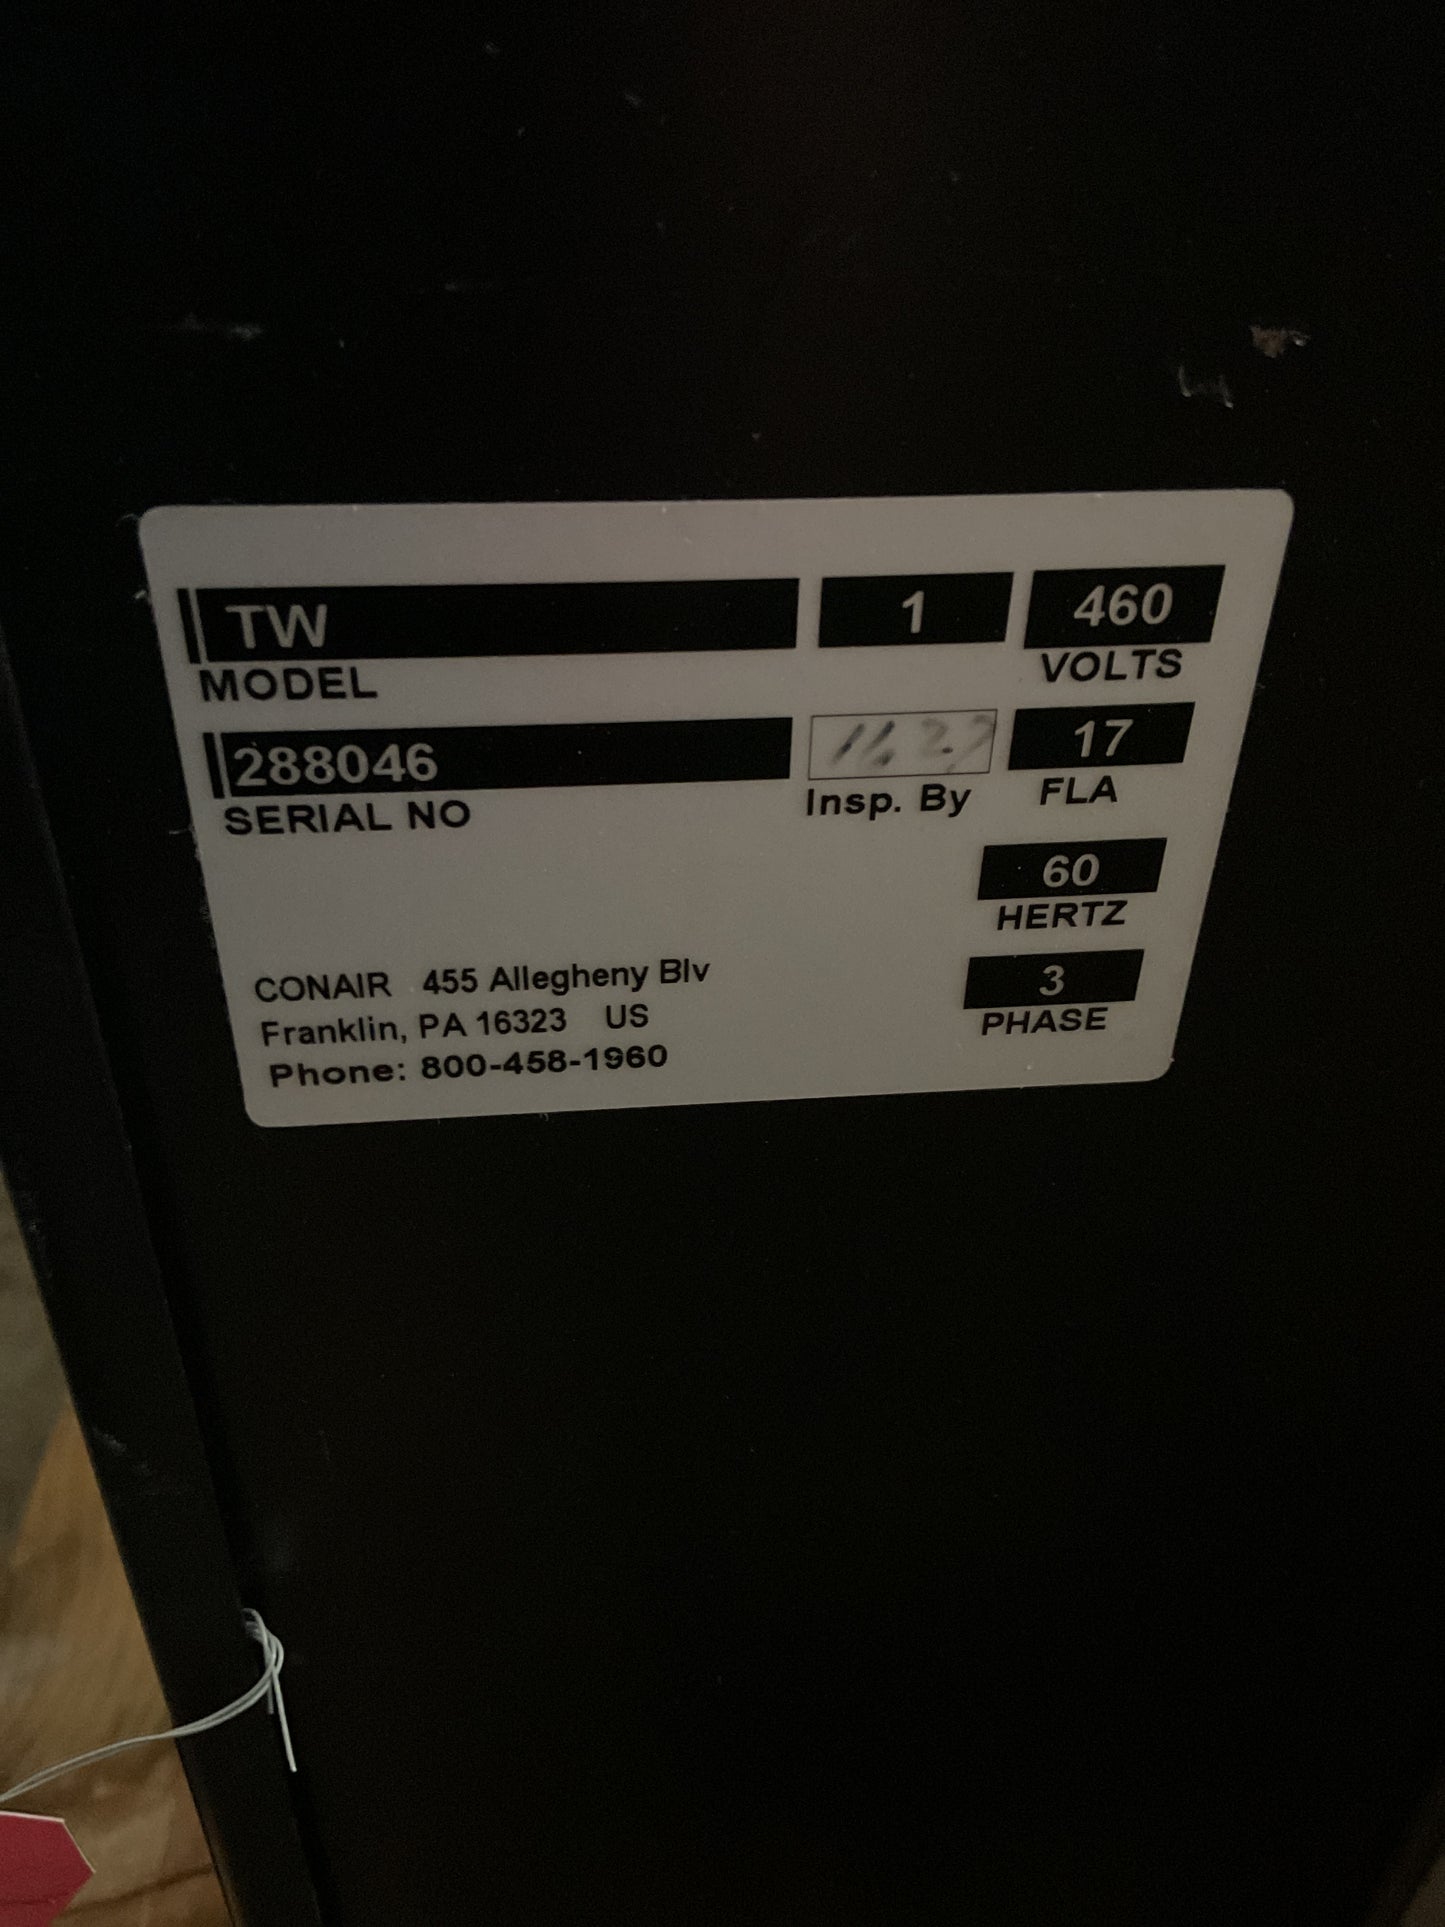 TW 1 460
MODEL VOLTS
288046 17
SERIAL NO Insp. By FLA
60
HERTZ
3
PHASE
CONAIR 455 Allegheny Blv
Franklin, PA 16323 US
Phone: 800-458-1960